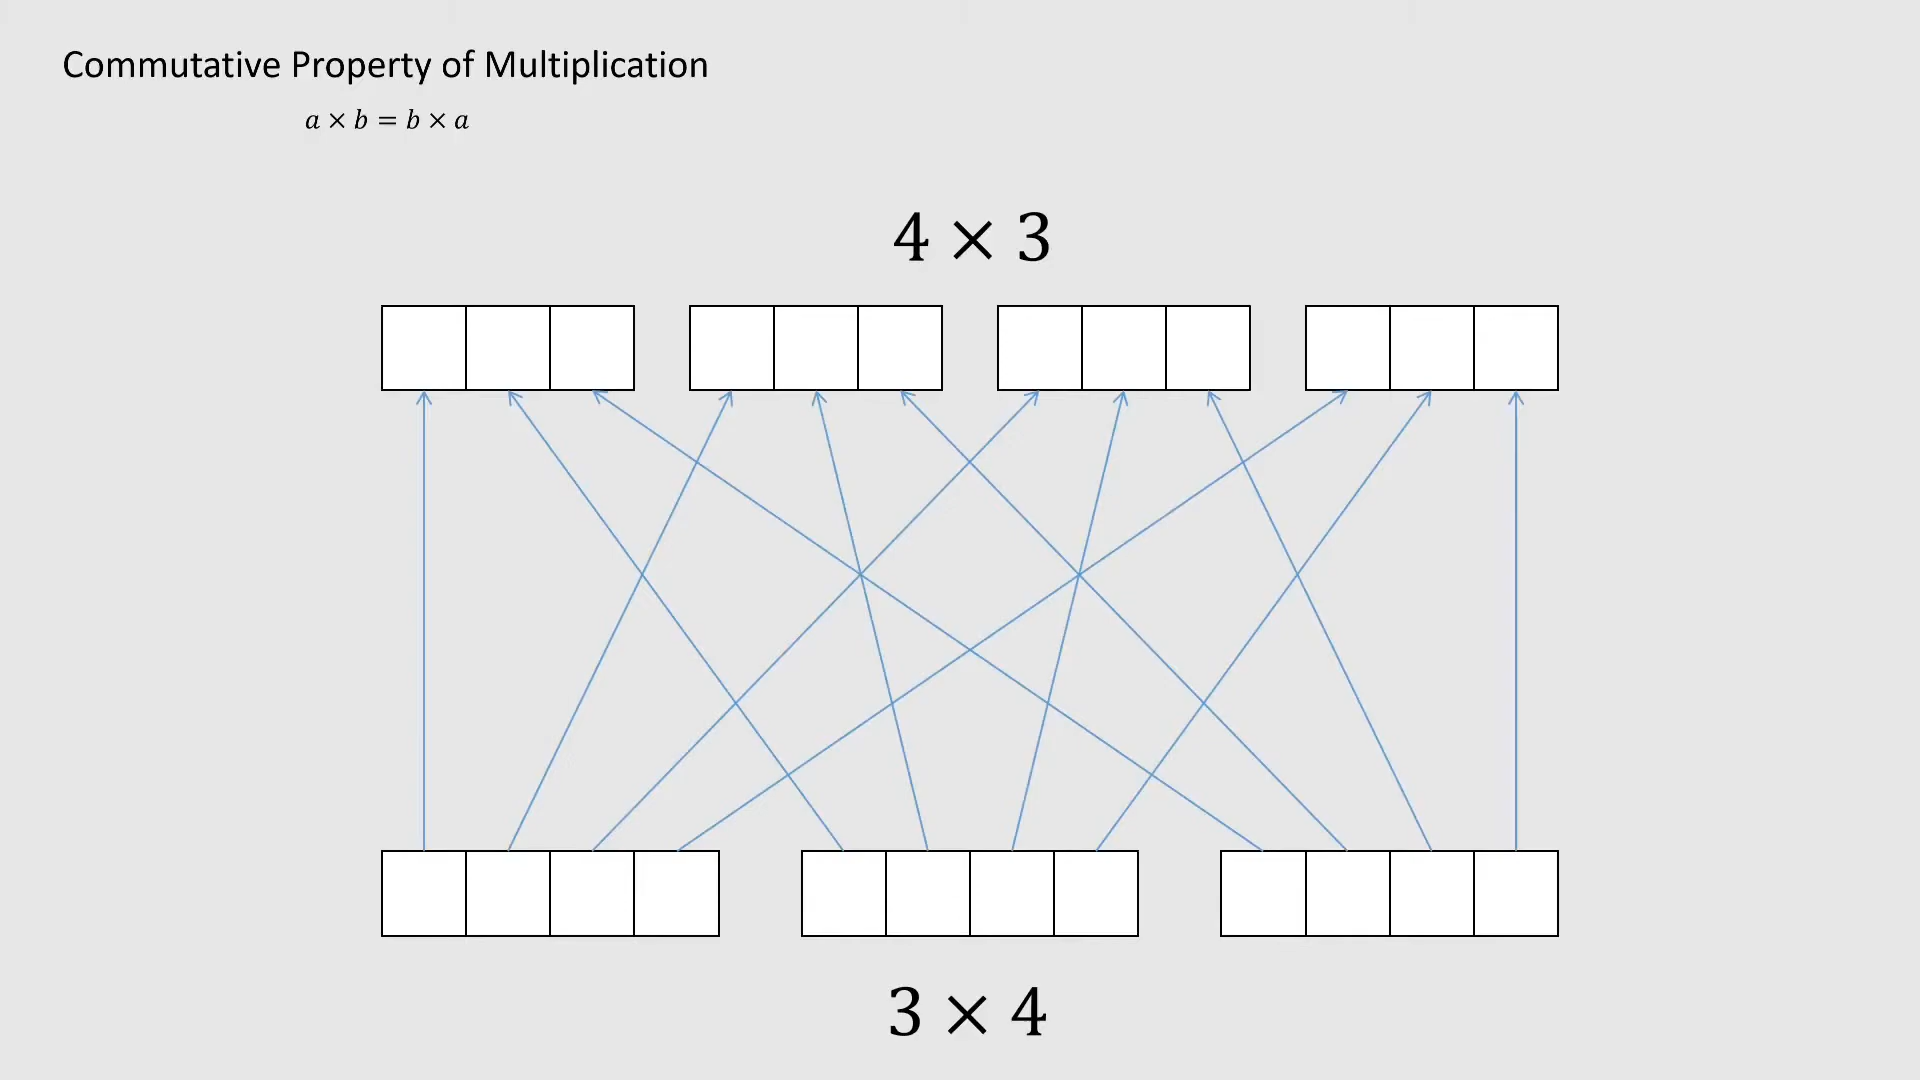 Commutative Property of Multiplication
a × b = b × a
4 × 3
3 × 4